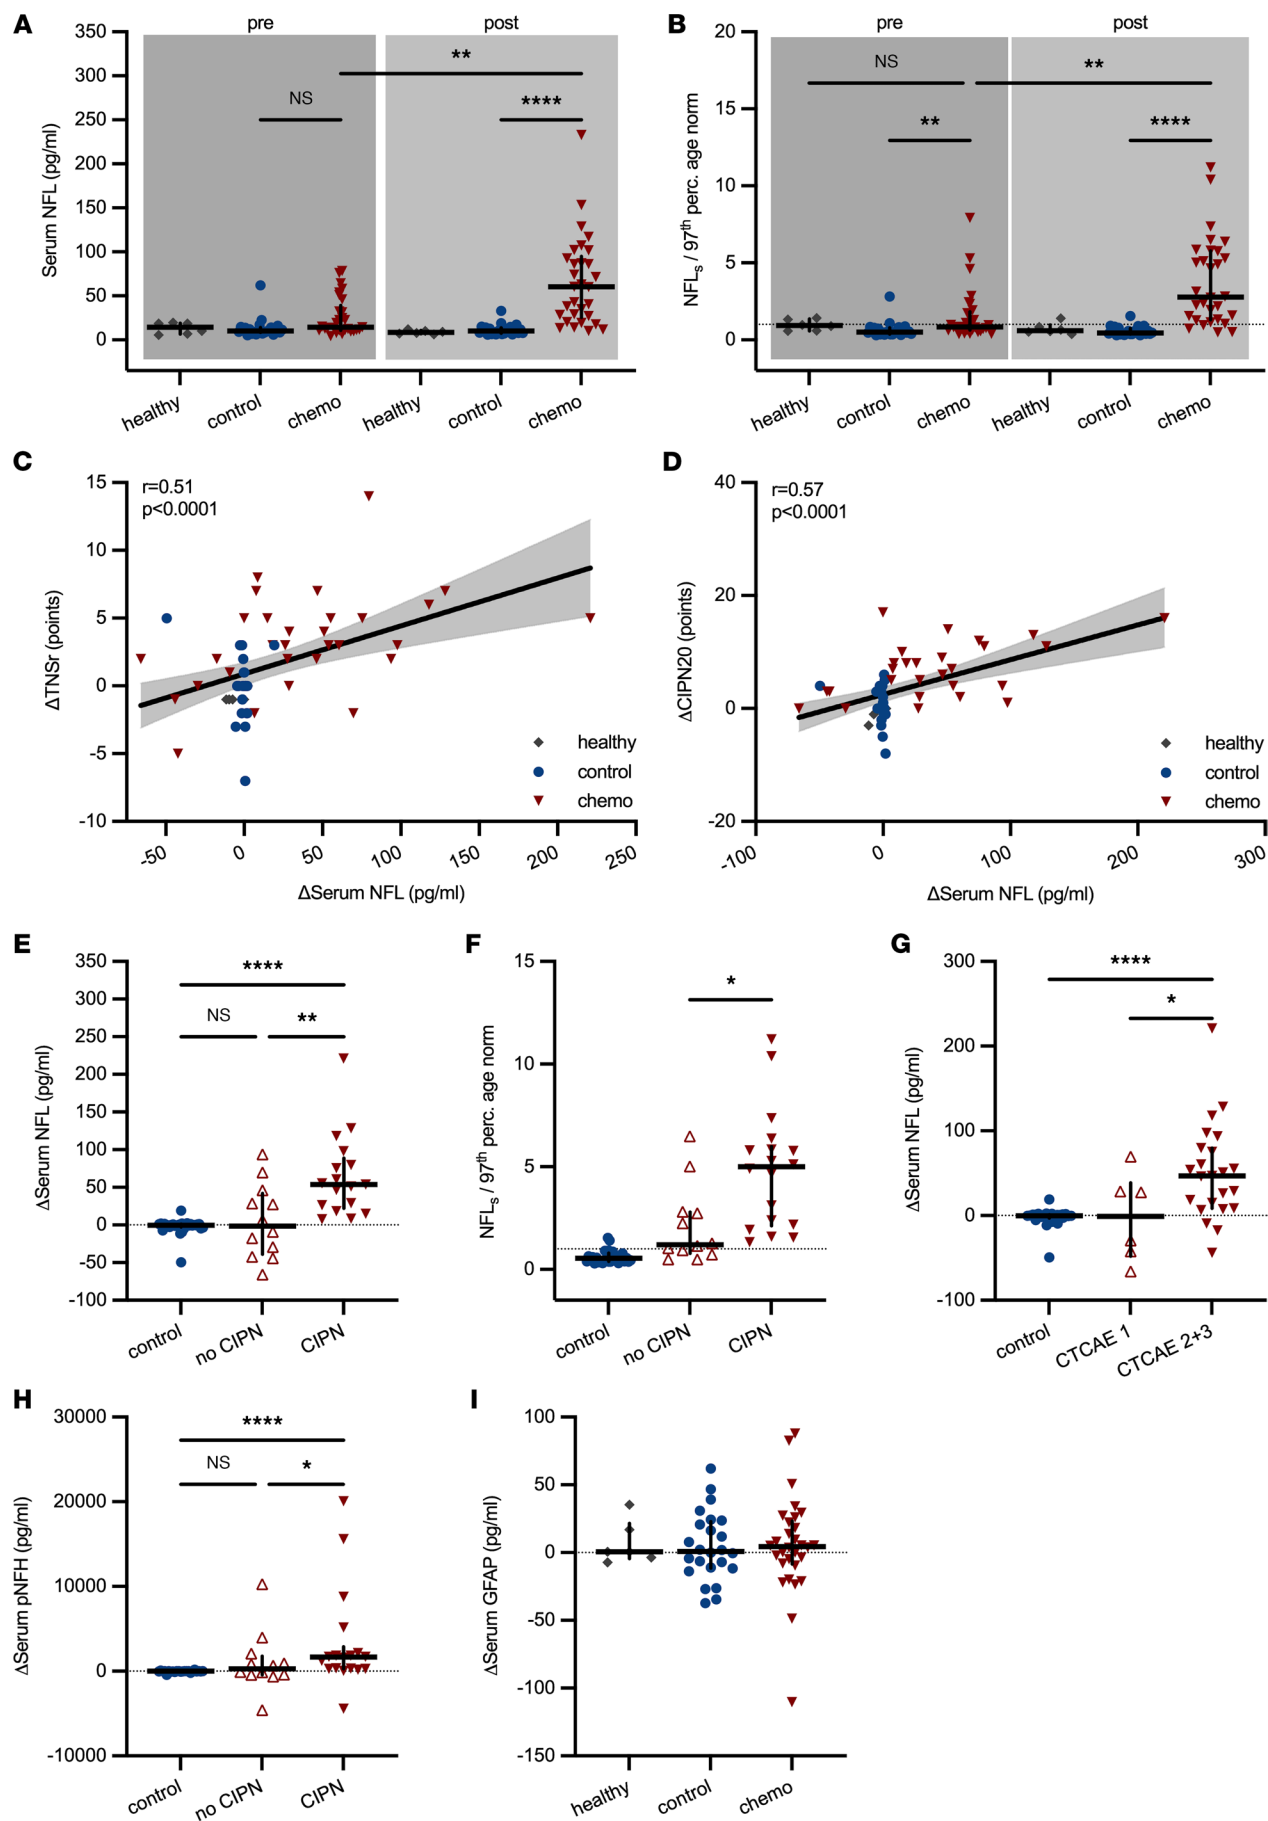 A
pre
post
350
300
250
200
150
100
50
0
Serum NFL (pg/ml)
NS
**
****
healthy
control
chemo
healthy
control
chemo
B
pre
post
20
15
10
5
0
NFLs / 97th perc. age norm
NS
**
**
****
healthy
control
chemo
healthy
control
chemo
C
r=0.51
p<0.0001
15
10
5
0
-5
-10
ΔTNSr (points)
healthy
control
chemo
-50
0
50
100
150
200
250
ΔSerum NFL (pg/ml)
D
r=0.57
p<0.0001
40
20
0
-20
ΔCIPN20 (points)
healthy
control
chemo
-100
0
100
200
300
ΔSerum NFL (pg/ml)
E
350
300
250
200
150
100
50
0
-50
-100
ΔSerum NFL (pg/ml)
****
NS
**
control
no CIPN
CIPN
F
15
10
5
0
NFLs / 97th perc. age norm
*
control
no CIPN
CIPN
G
300
200
100
0
-100
ΔSerum NFL (pg/ml)
****
*
control
CTCAE 1
CTCAE 2+3
H
30000
20000
10000
0
-10000
ΔSerum pNFH (pg/ml)
****
NS
*
control
no CIPN
CIPN
I
100
50
0
-50
-100
-150
ΔSerum GFAP (pg/ml)
healthy
control
chemo